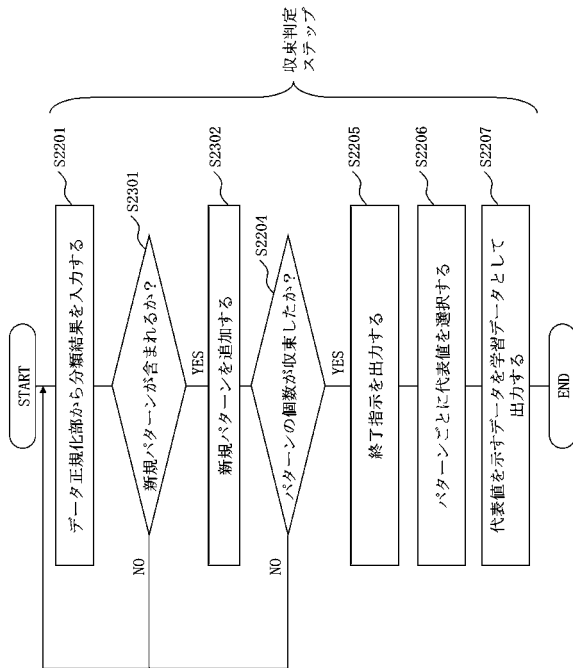 START
データ正規化部から分類結果を入力する
S2201
新規パターンが含まれるか？
S2301
NO
YES
新規パターンを追加する
S2302
パターンの個数が収束したか？
S2204
NO
YES
終了指示を出力する
S2205
パターンごとに代表値を選択する
S2206
代表値を示すデータを学習データとして
出力する
S2207
END
収束判定
ステップ